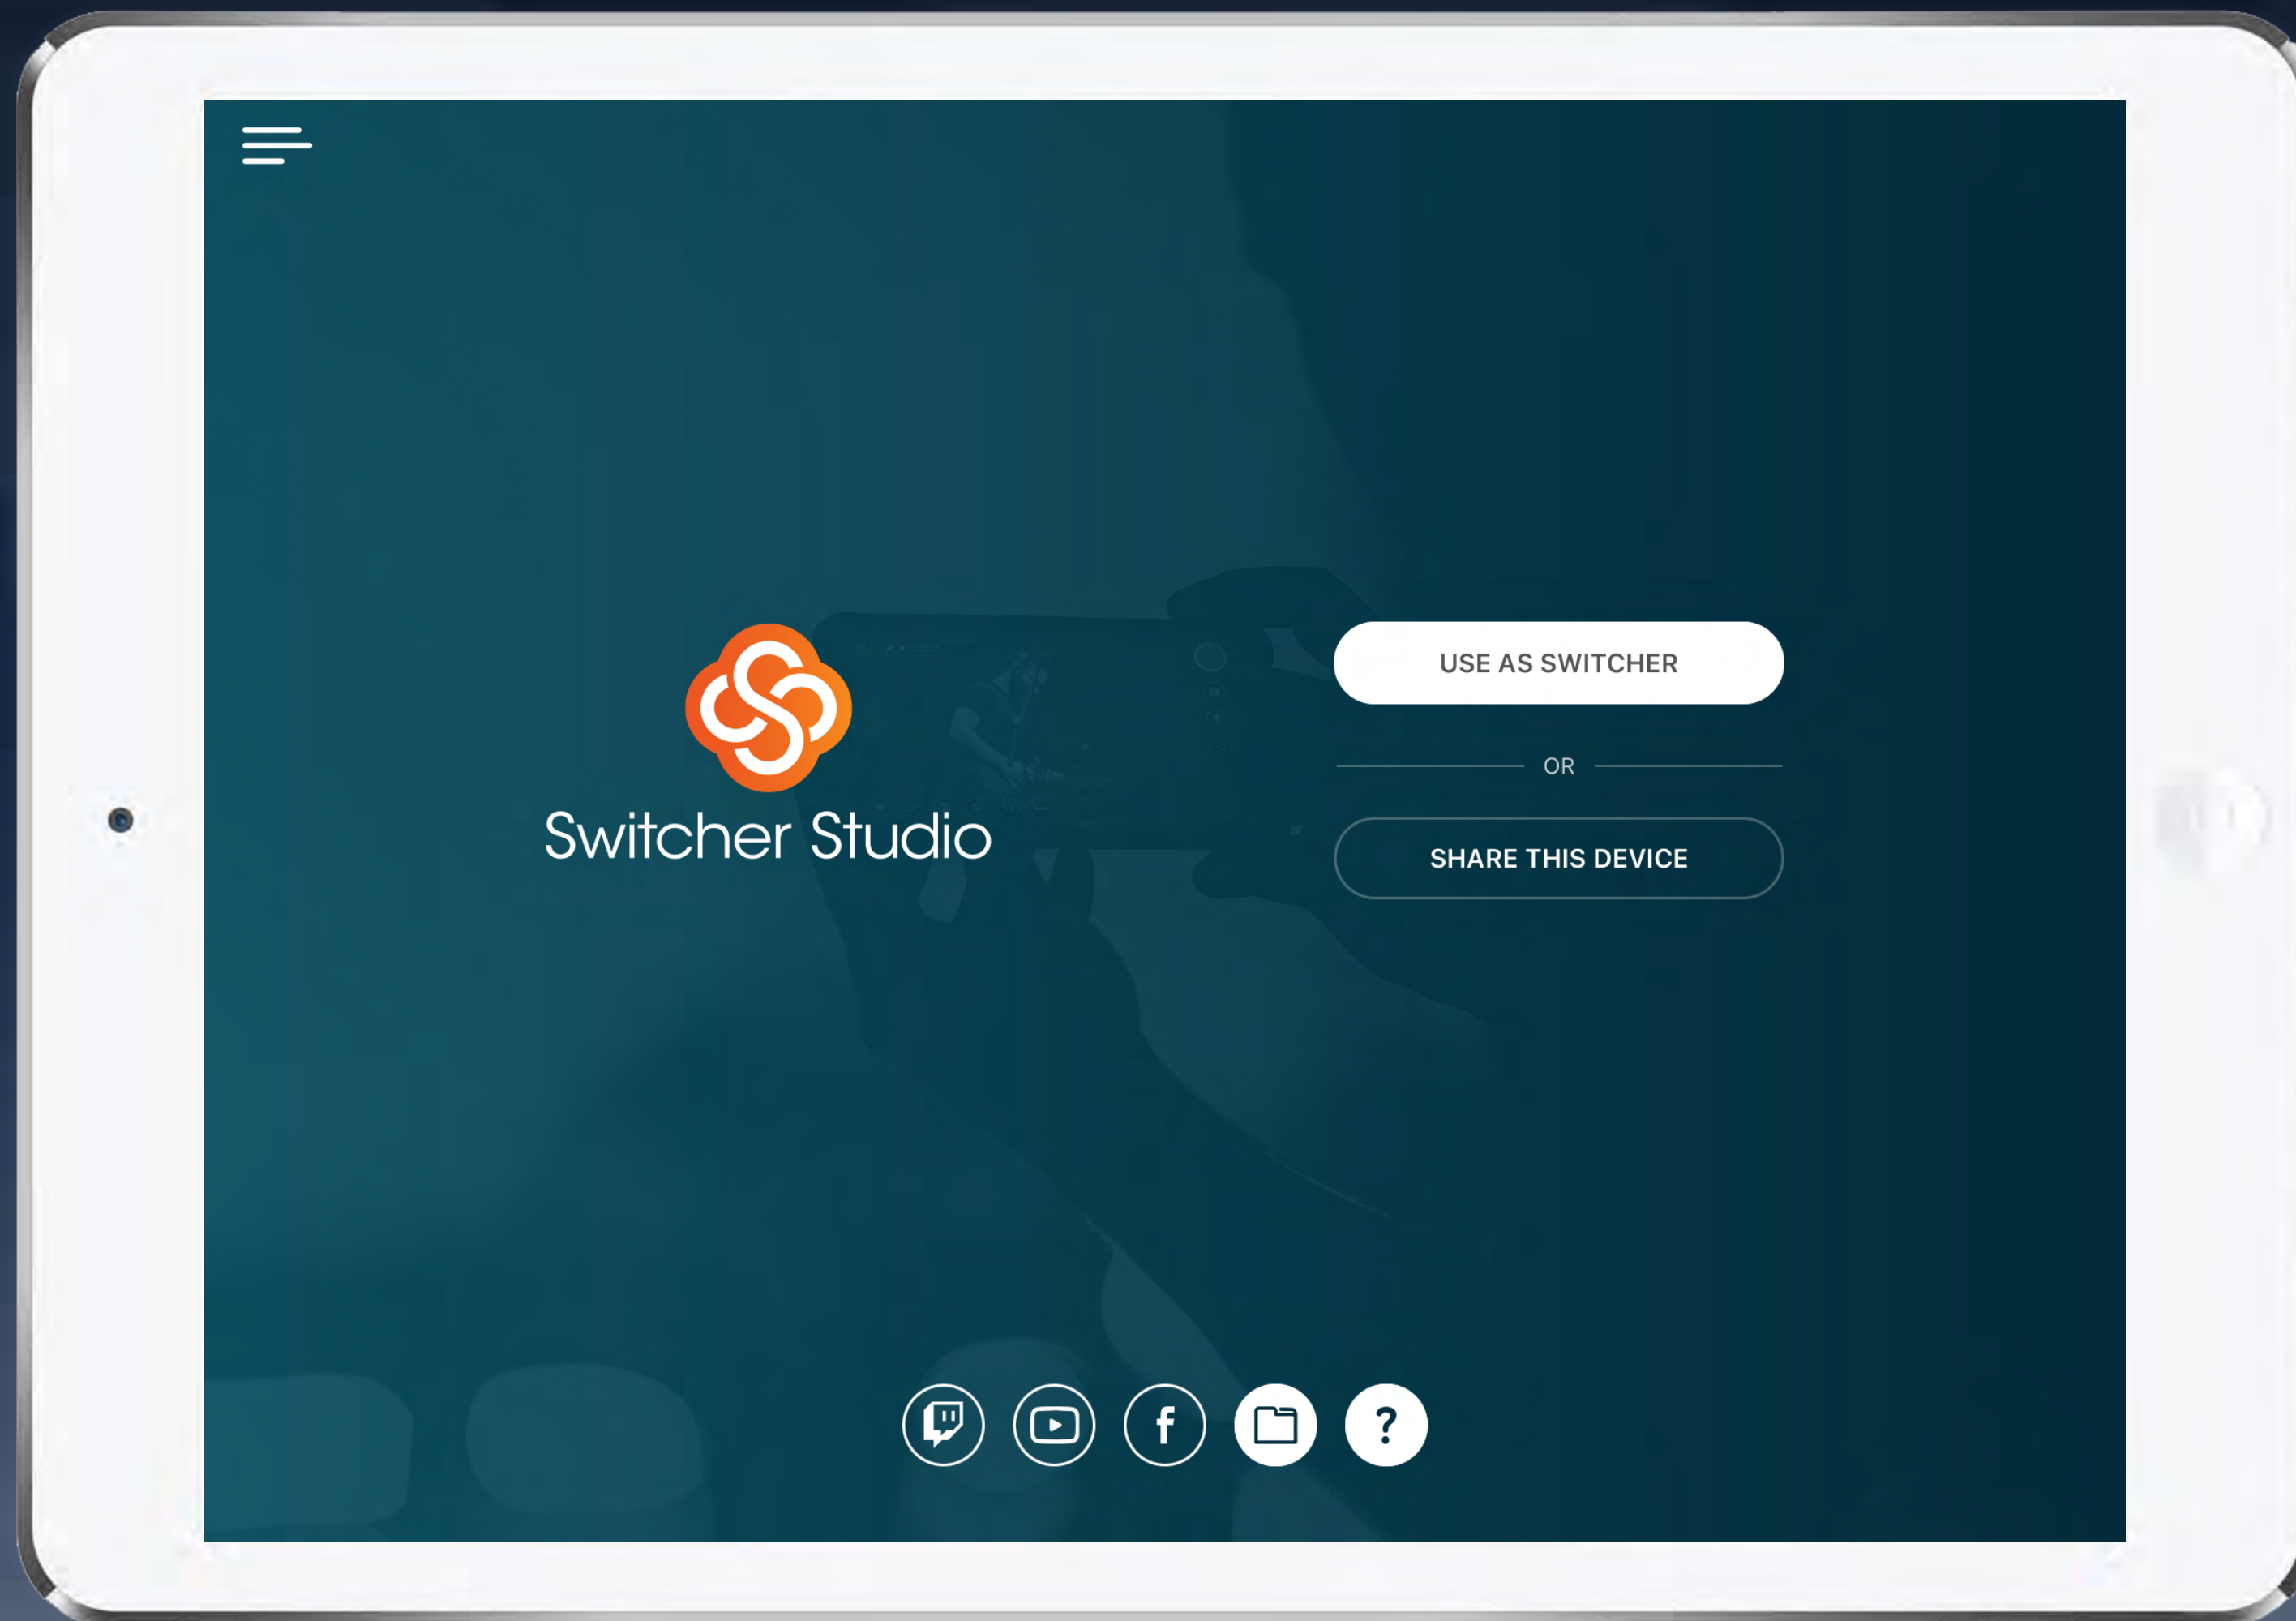 Switcher Studio
USE AS SWITCHER
OR
SHARE THIS DEVICE
?